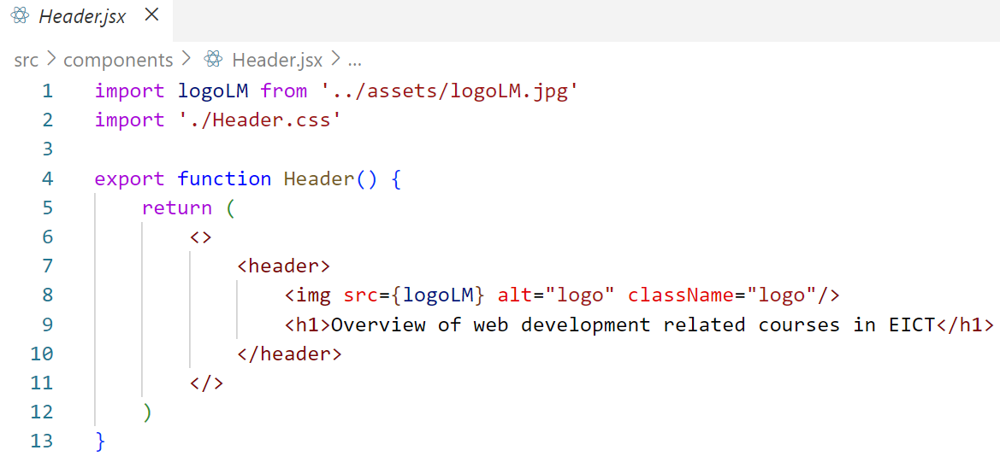 Header.jsx ×
src > components > Header.jsx > ...
1 import logoLM from '../assets/logoLM.jpg'
2 import './Header.css'
3
4 export function Header() {
5     return (
6         <>
7             <header>
8                 <img src={logoLM} alt="logo" className="logo"/>
9                 <h1>Overview of web development related courses in EICT</h1>
10             </header>
11         </>
12     )
13 }